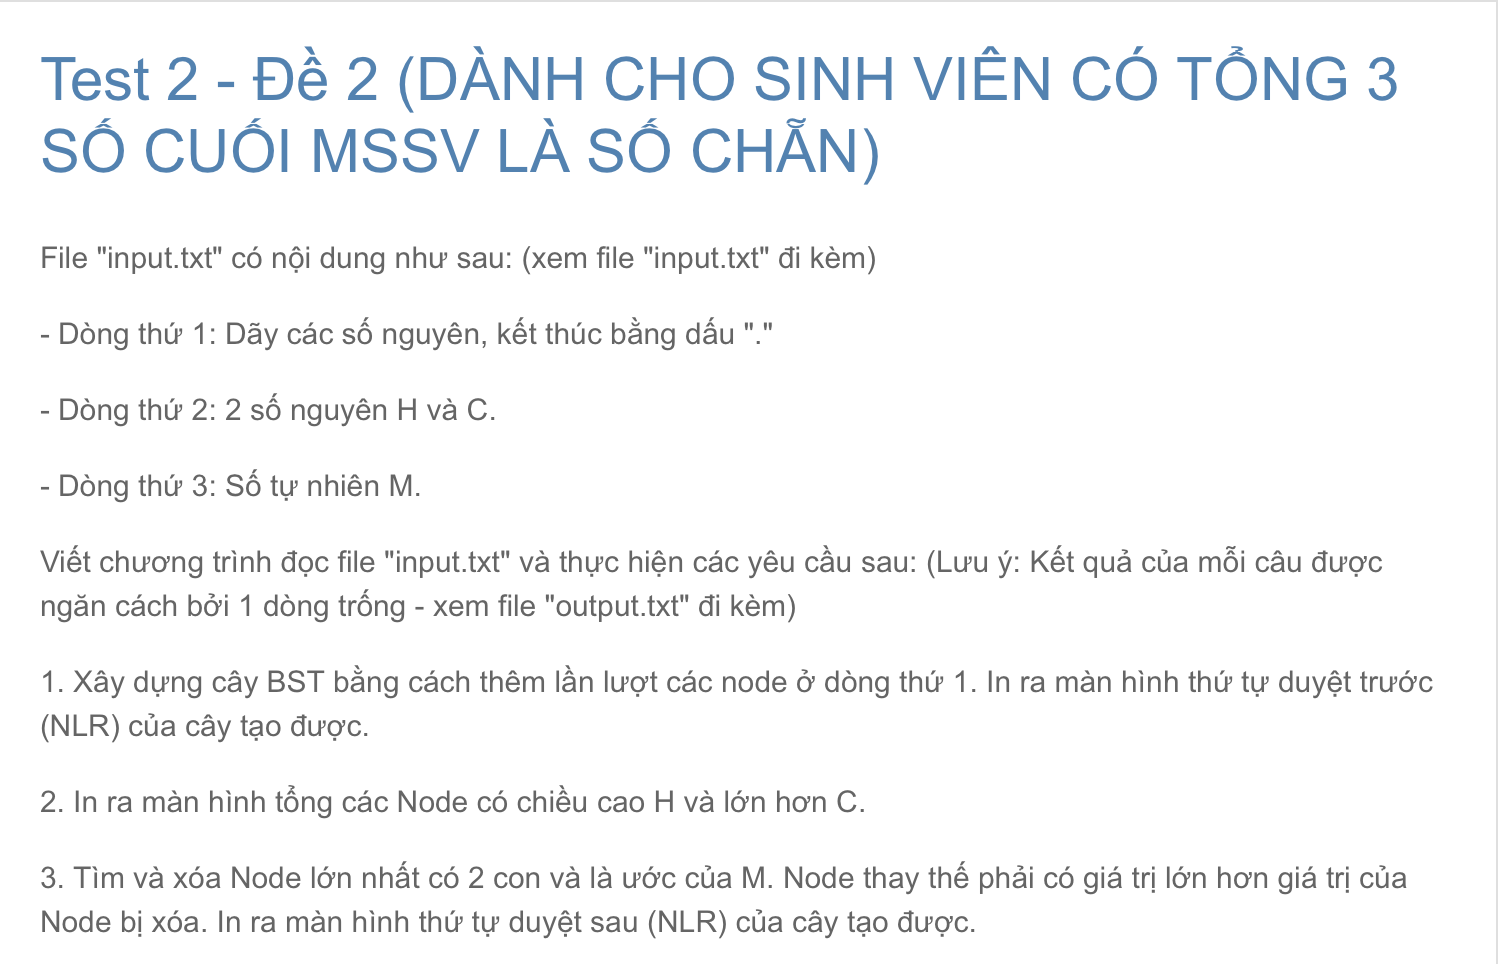 Test 2 - Đề 2 (DÀNH CHO SINH VIÊN CÓ TỔNG 3
SỐ CUỐI MSSV LÀ SỐ CHẴN)
File "input.txt" có nội dung như sau: (xem file "input.txt" đi kèm)
- Dòng thứ 1: Dãy các số nguyên, kết thúc bằng dấu "."
- Dòng thứ 2: 2 số nguyên H và C.
- Dòng thứ 3: Số tự nhiên M.
Viết chương trình đọc file "input.txt" và thực hiện các yêu cầu sau: (Lưu ý: Kết quả của mỗi câu được
ngăn cách bởi 1 dòng trống - xem file "output.txt" đi kèm)
1. Xây dựng cây BST bằng cách thêm lần lượt các node ở dòng thứ 1. In ra màn hình thứ tự duyệt trước
(NLR) của cây tạo được.
2. In ra màn hình tổng các Node có chiều cao H và lớn hơn C.
3. Tìm và xóa Node lớn nhất có 2 con và là ước của M. Node thay thế phải có giá trị lớn hơn giá trị của
Node bị xóa. In ra màn hình thứ tự duyệt sau (NLR) của cây tạo được.